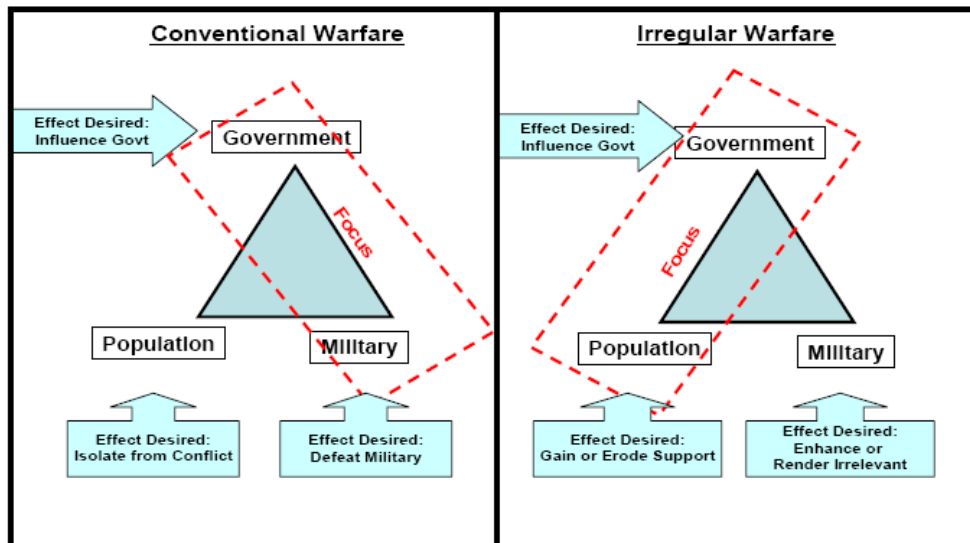 Conventional Warfare
Effect Desired:
Influence Govt
Government
Focus
Population
Military
Effect Desired:
Isolate from Conflict
Effect Desired:
Defeat Military
Irregular Warfare
Effect Desired:
Influence Govt
Government
Focus
Population
Military
Effect Desired:
Gain or Erode Support
Effect Desired:
Enhance or
Render Irrelevant